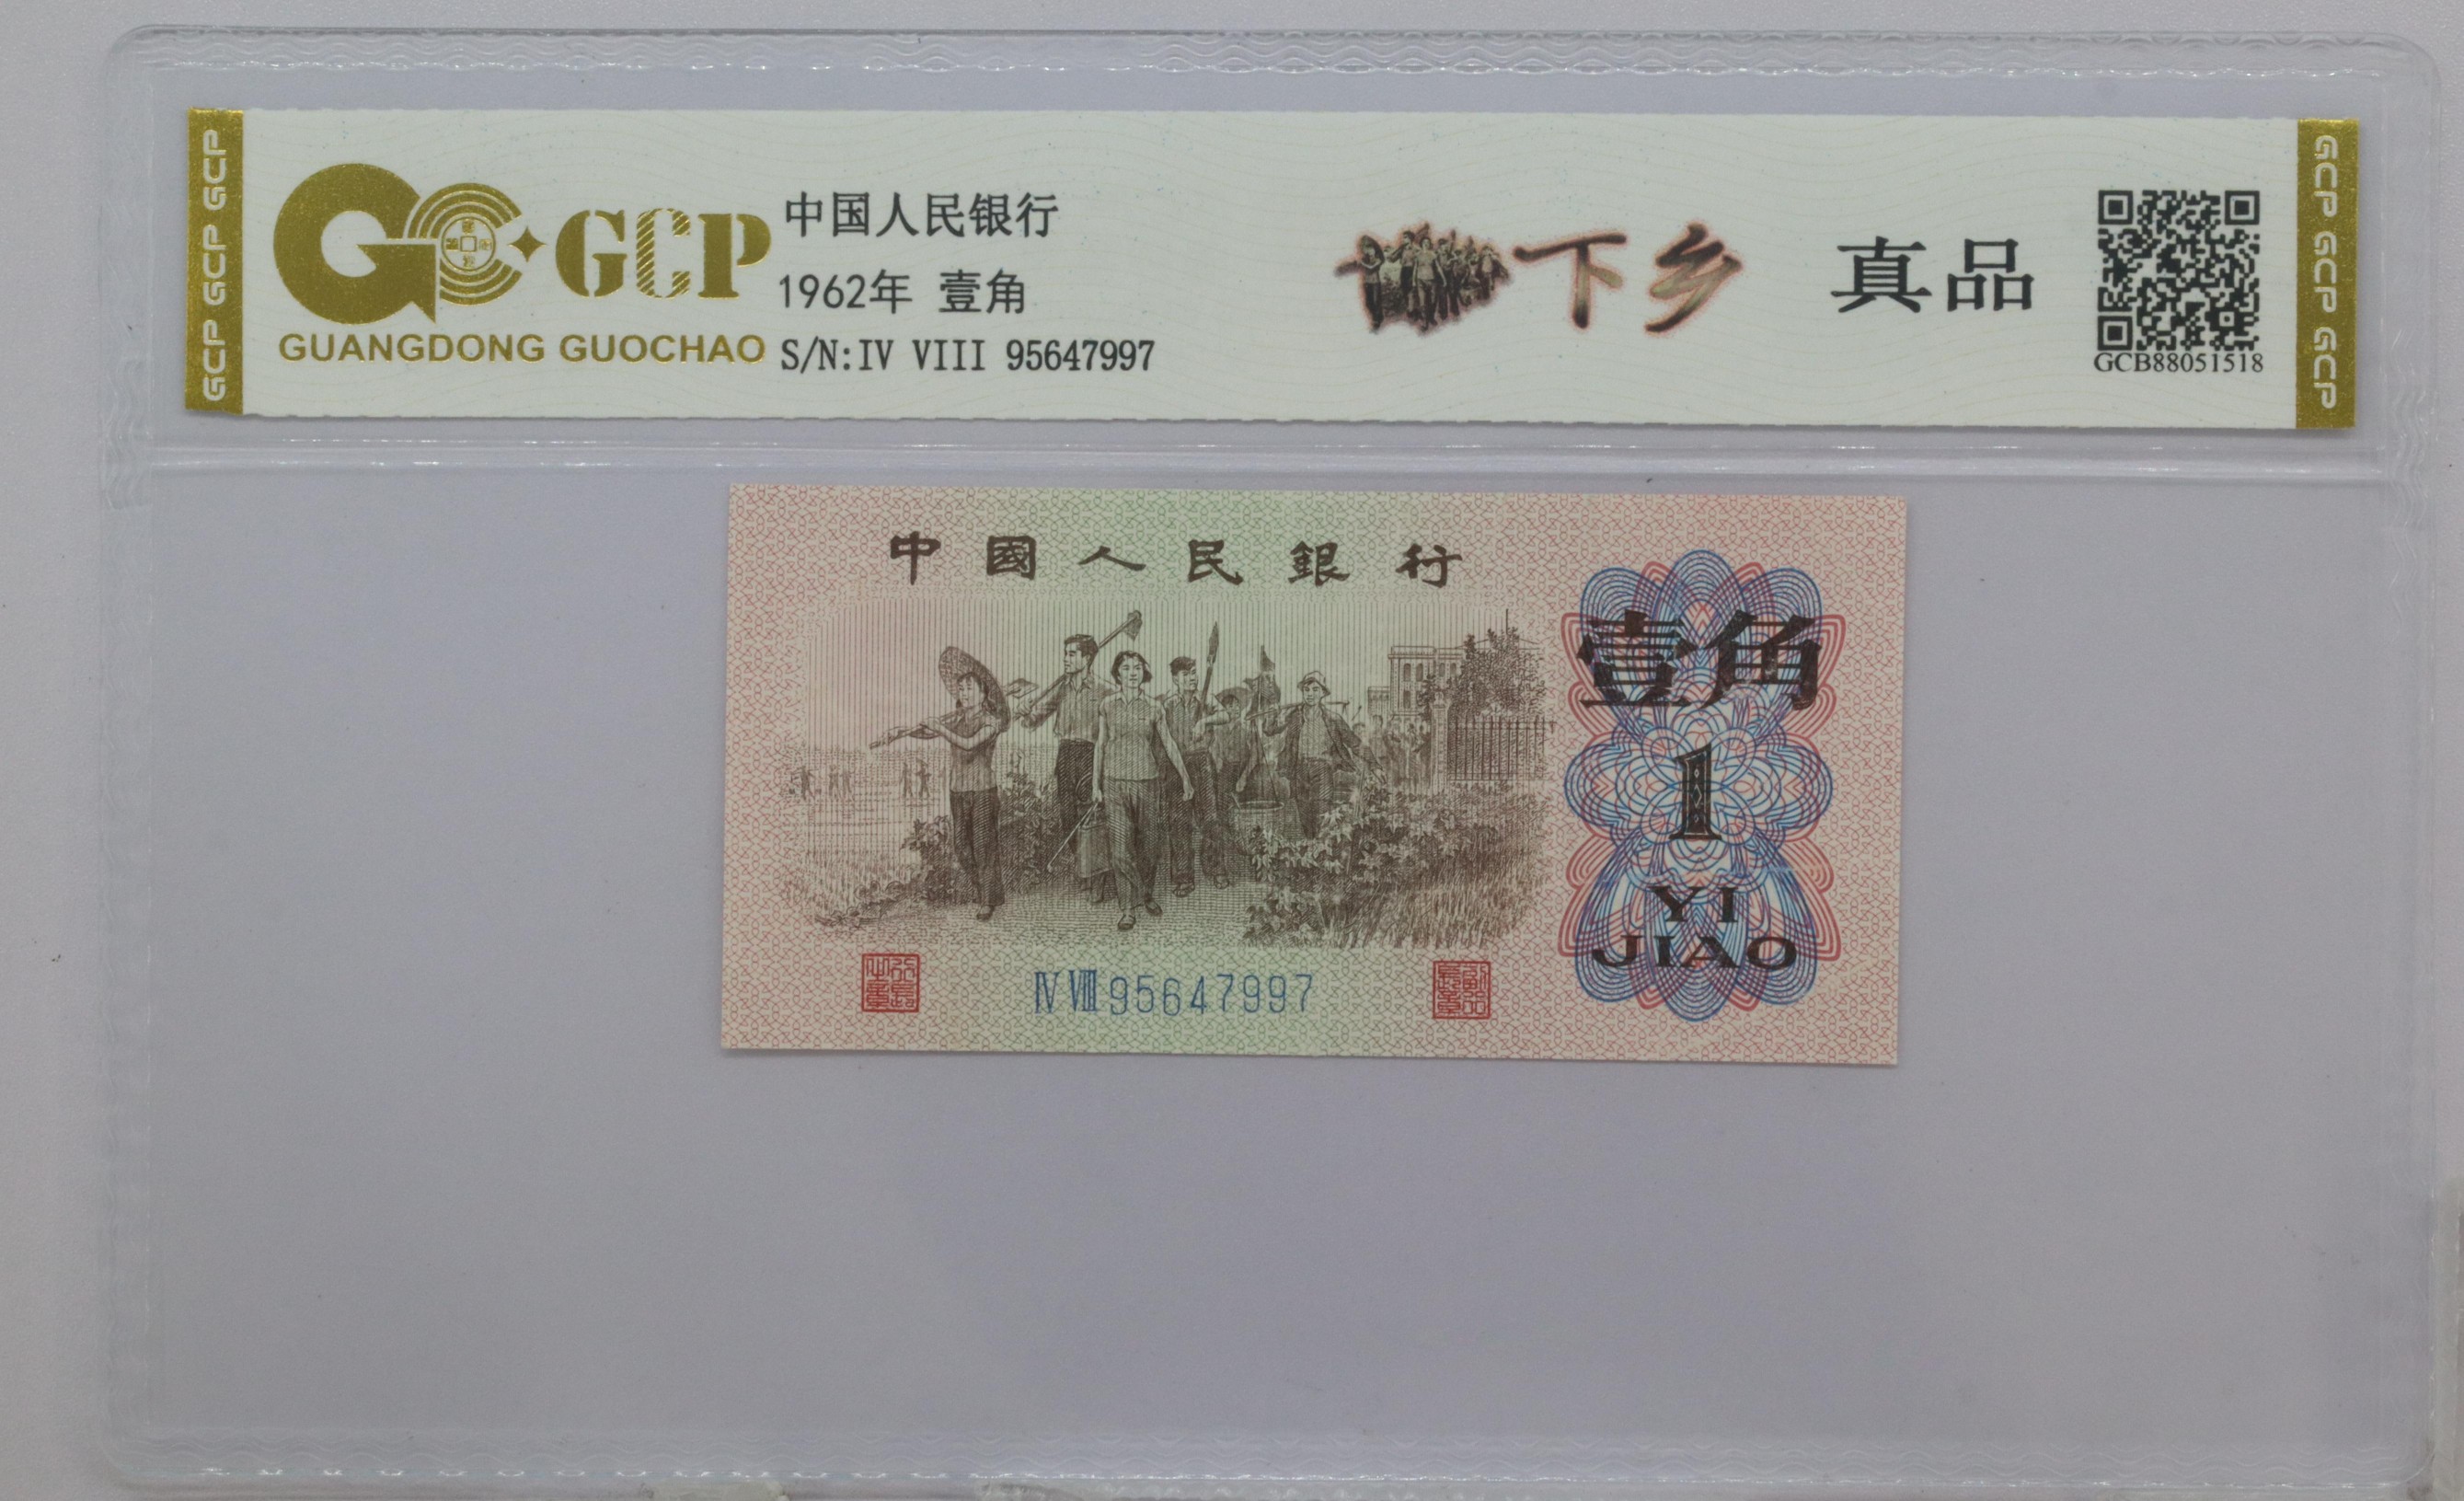 GCP GCP GCP
GCP
GUANGDONG GUOCHAO
中国人民银行
1962年 壹角
S/N:IV VIII 95647997
下乡
真品
GCB88051518
GCP GCP GCP
中國人民銀行
壹角
1
YI
JIAO
IV VIII 95647997